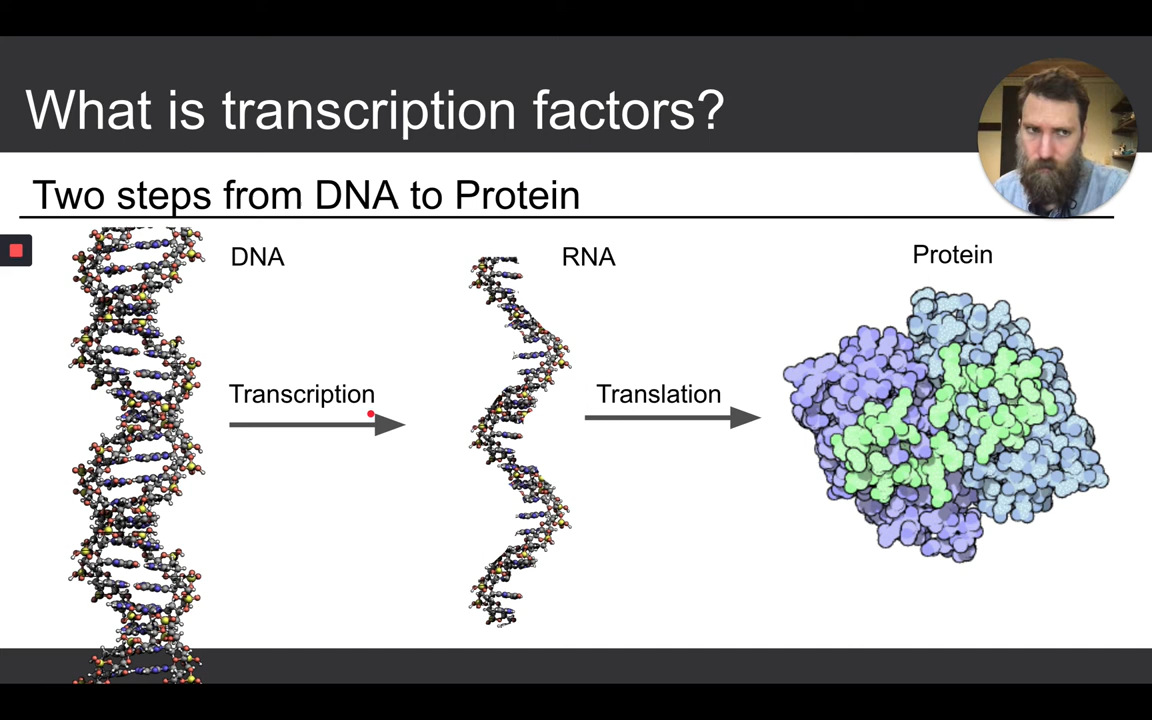 What is transcription factors?
Two steps from DNA to Protein
DNA
RNA
Protein
Transcription
Translation